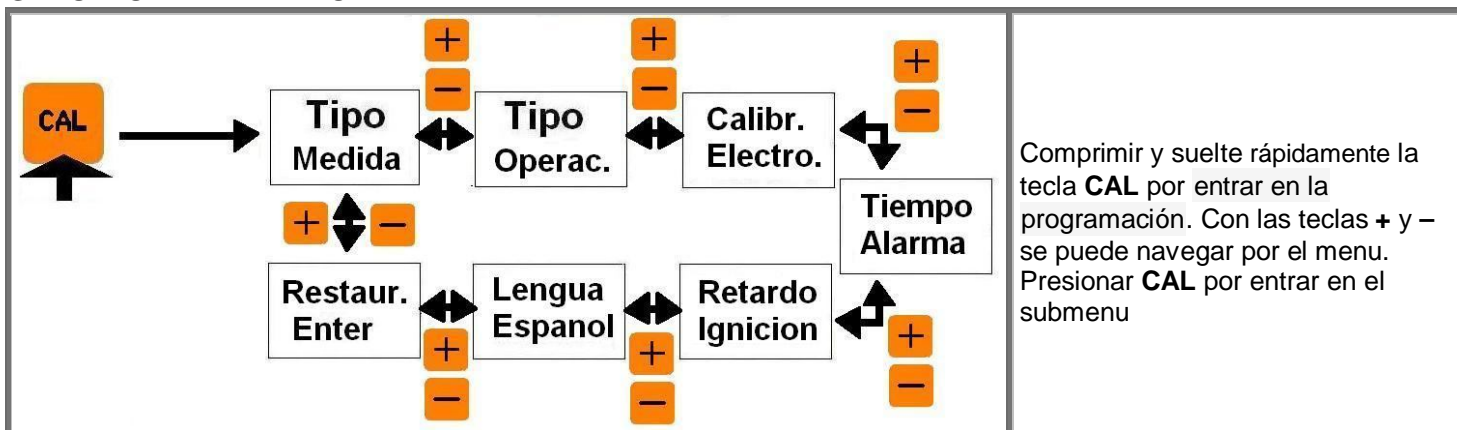 CAL
+
−
+
−
+
−
Tipo
Medida
Tipo
Operac.
Calibr.
Electro.
Tiempo
Alarma
+
−
Restaur.
Enter
Lengua
Espanol
Retardo
Ignicion
+
−
+
−
+
−
Comprimir y suelte rápidamente la
tecla CAL por entrar en la
programación. Con las teclas + y –
se puede navegar por el menu.
Presionar CAL por entrar en el
submenu